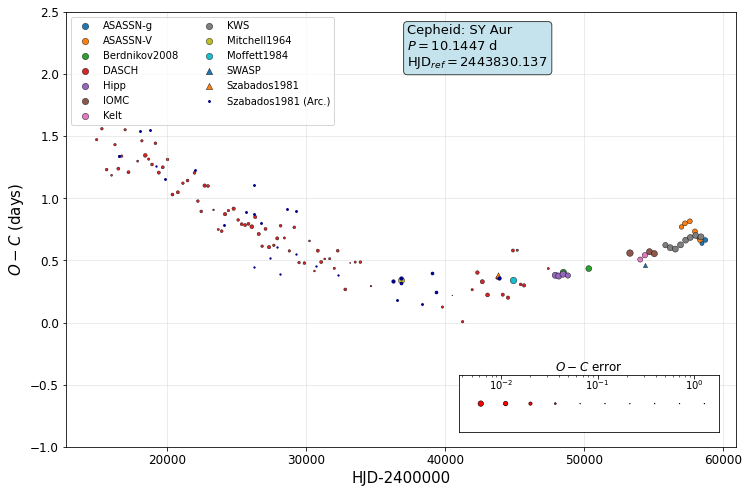 2.5
2.0
1.5
1.0
0.5
0.0
−0.5
−1.0
O − C (days)
ASASSN-g
ASASSN-V
Berdnikov2008
DASCH
Hipp
IOMC
Kelt
KWS
Mitchell1964
Moffett1984
SWASP
Szabados1981
Szabados1981 (Arc.)
Cepheid: SY Aur
P = 10.1447 d
HJD_ref = 2443830.137
O − C error
10^−2 10^−1 10^0
20000 30000 40000 50000 60000
HJD-2400000